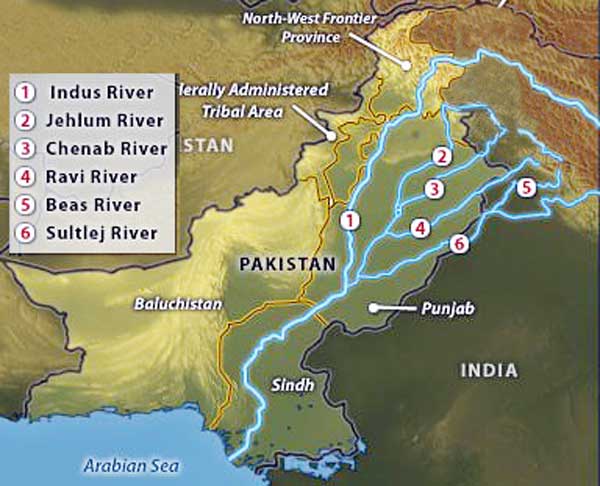 North-West Frontier
Province
1 Indus River
2 Jehlum River
3 Chenab River
4 Ravi River
5 Beas River
6 Sultlej River
derally Administered
Tribal Area
STAN
2
3
5
1
4
6
PAKISTAN
Baluchistan
Punjab
INDIA
Sindh
Arabian Sea